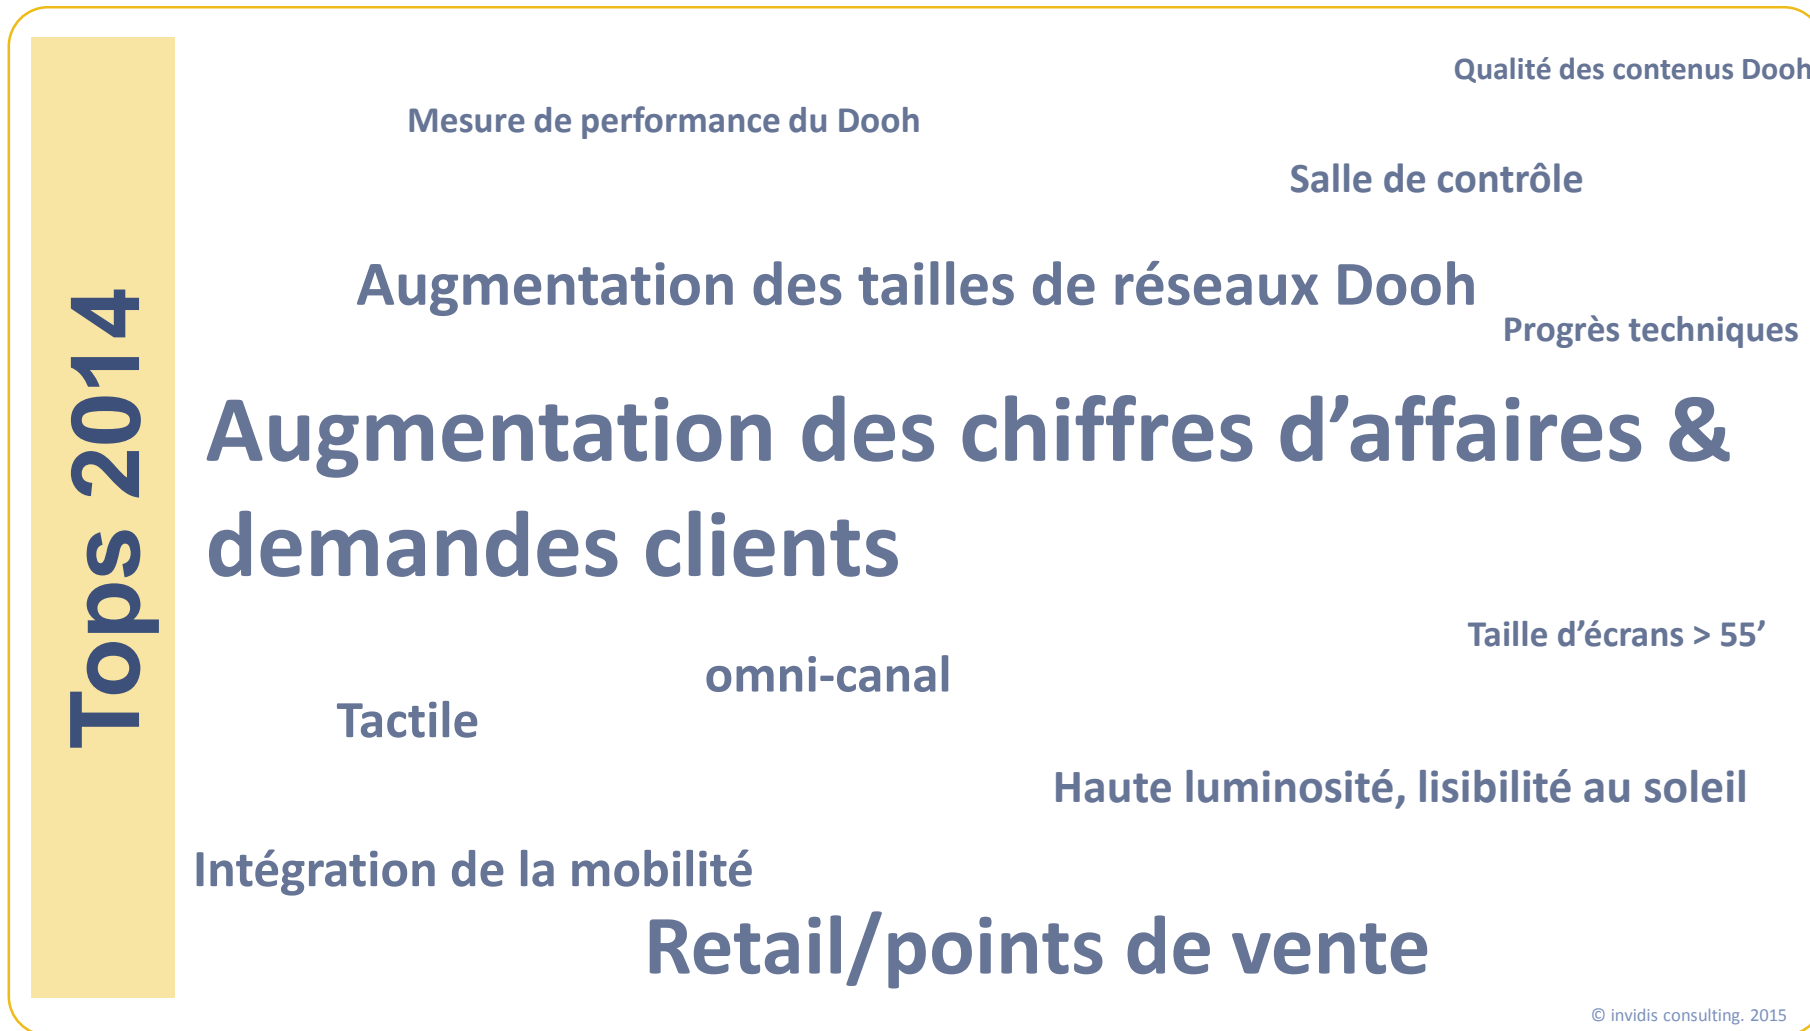 Tops 2014
Qualité des contenus Dooh
Mesure de performance du Dooh
Salle de contrôle
Augmentation des tailles de réseaux Dooh
Progrès techniques
Augmentation des chiffres d’affaires &
demandes clients
Taille d’écrans > 55’
omni-canal
Tactile
Haute luminosité, lisibilité au soleil
Intégration de la mobilité
Retail/points de vente
© invidis consulting. 2015